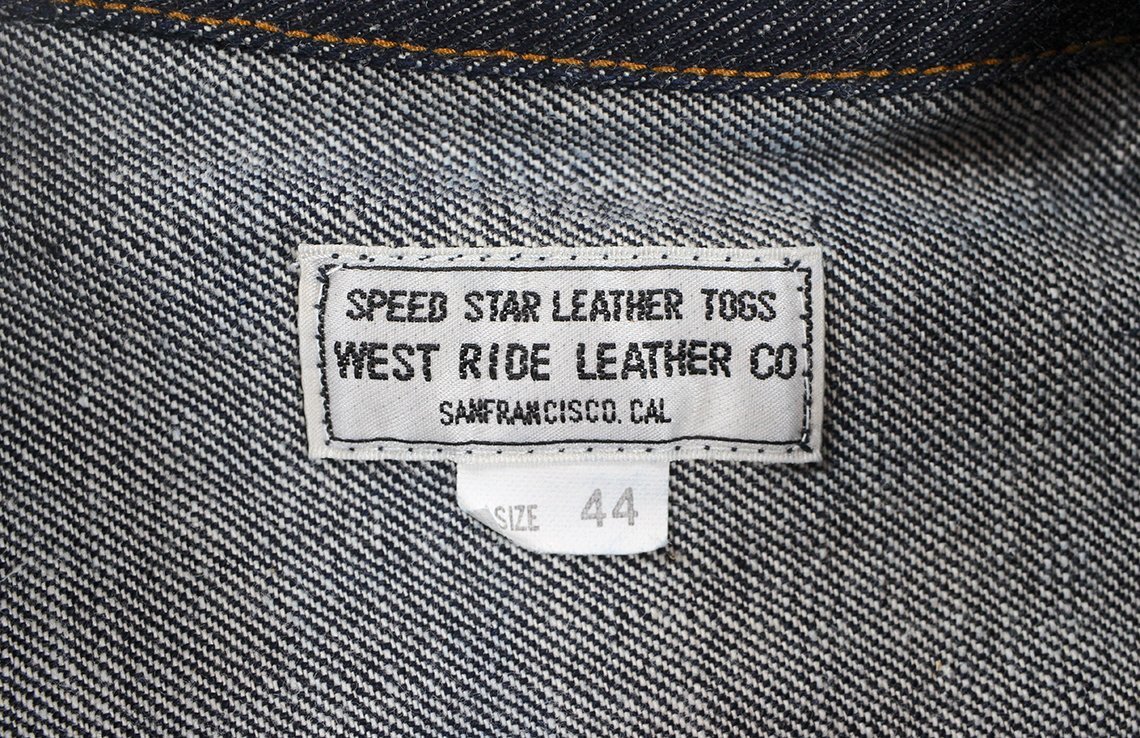 SPEED STAR LEATHER TOGS
WEST RIDE LEATHER CO
SANFRANCISCO. CAL
SIZE 44